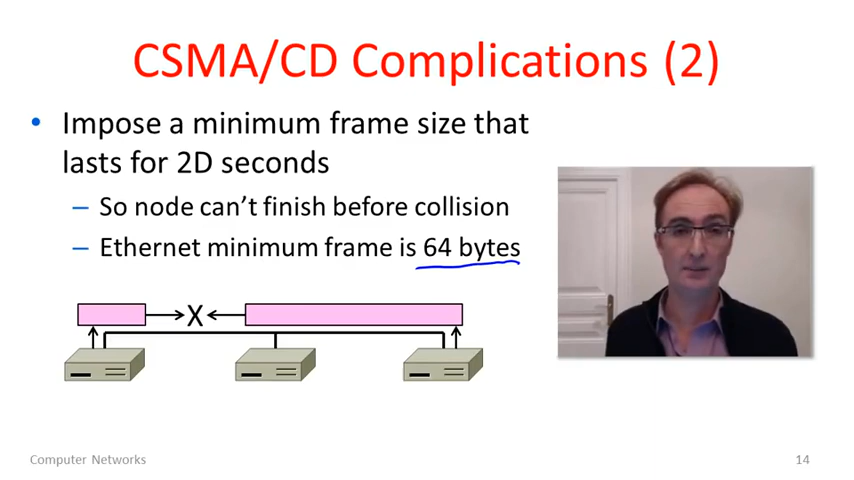 CSMA/CD Complications (2)
• Impose a minimum frame size that
lasts for 2D seconds
– So node can't finish before collision
– Ethernet minimum frame is 64 bytes
X
Computer Networks
14